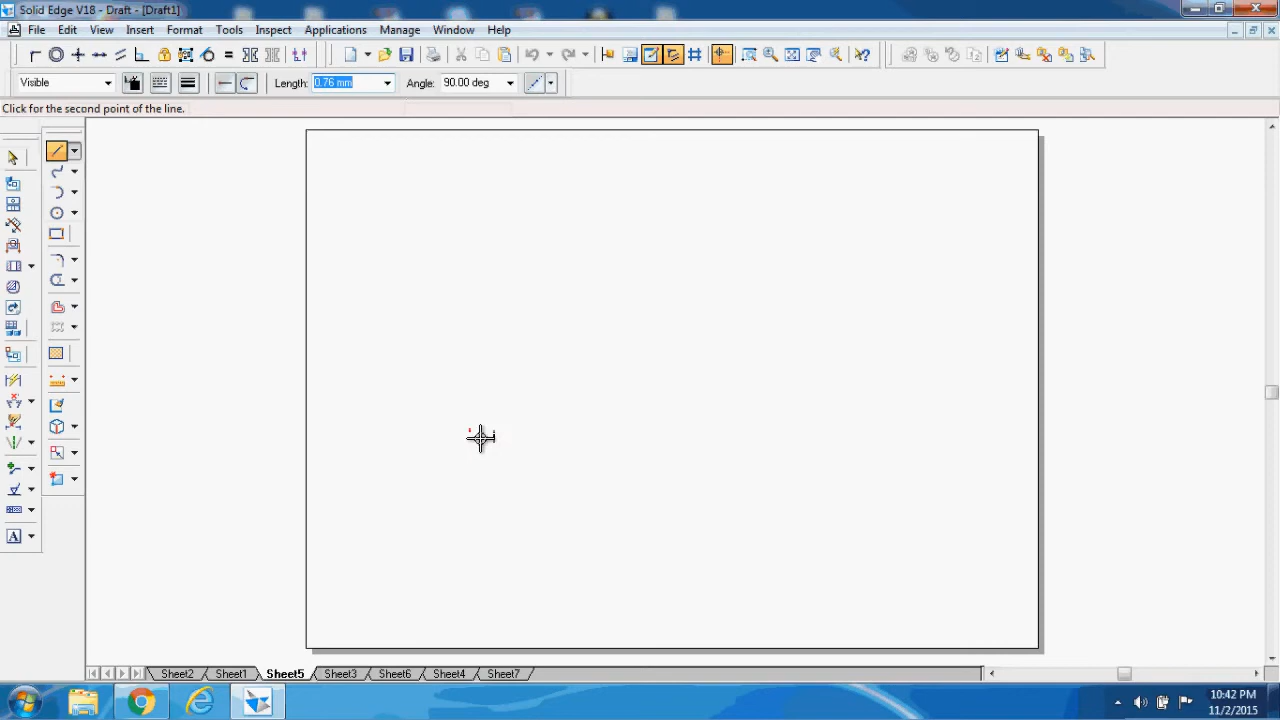 Solid Edge V18 - Draft - [Draft1]
File Edit View Insert Format Tools Inspect Applications Manage Window Help
Visible Length: 0.76 mm Angle: 90.00 deg
Click for the second point of the line.
A
Sheet2 Sheet1 Sheet5 Sheet3 Sheet6 Sheet4 Sheet7
10:42 PM
11/2/2015